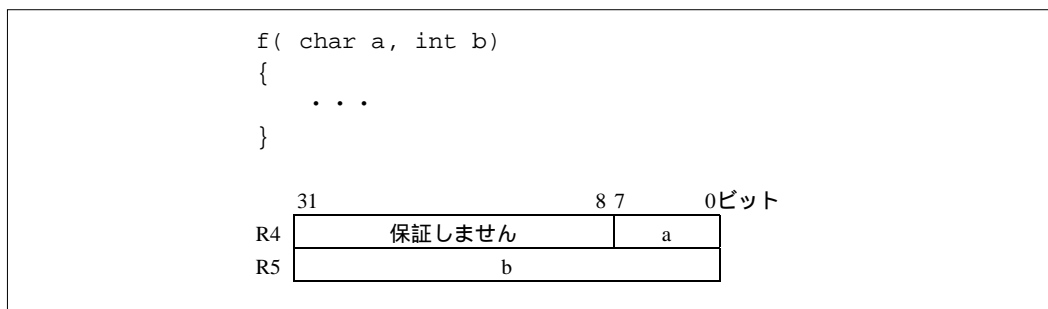 f( char a, int b)
{
・・・
}
31 8 7 0ビット
R4 保証しません a
R5 b